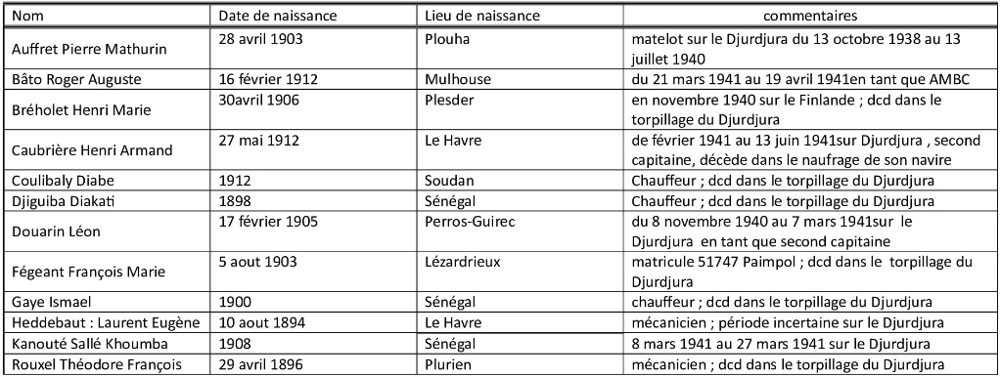 Nom Date de naissance Lieu de naissance commentaires
Auffret Pierre Mathurin 28 avril 1903 Plouha matelot sur le Djurdjura du 13 octobre 1938 au 13
juillet 1940
Bâto Roger Auguste 16 février 1912 Mulhouse du 21 mars 1941 au 19 avril 1941en tant que AMBC
Bréholet Henri Marie 30avril 1906 Plesder en novembre 1940 sur le Finlande ; dcd dans le
torpillage du Djurdjura
Caubrière Henri Armand 27 mai 1912 Le Havre de février 1941 au 13 juin 1941sur Djurdjura , second
capitaine, décède dans le naufrage de son navire
Coulibaly Diabe 1912 Soudan Chauffeur ; dcd dans le torpillage du Djurdjura
Djiguiba Diakati 1898 Sénégal Chauffeur ; dcd dans le torpillage du Djurdjura
Douarin Léon 17 février 1905 Perros-Guirec du 8 novembre 1940 au 7 mars 1941sur le
Djurdjura en tant que second capitaine
Fégeant François Marie 5 aout 1903 Lézardrieux matricule 51747 Paimpol ; dcd dans le torpillage du
Djurdjura
Gaye Ismael 1900 Sénégal chauffeur ; dcd dans le torpillage du Djurdjura
Heddebaut : Laurent Eugène 10 aout 1894 Le Havre mécanicien ; période incertaine sur le Djurdjura
Kanouté Sallé Khoumba 1908 Sénégal 8 mars 1941 au 27 mars 1941 sur le Djurdjura
Rouxel Théodore François 29 avril 1896 Plurien mécanicien ; dcd dans le torpillage du Djurdjura